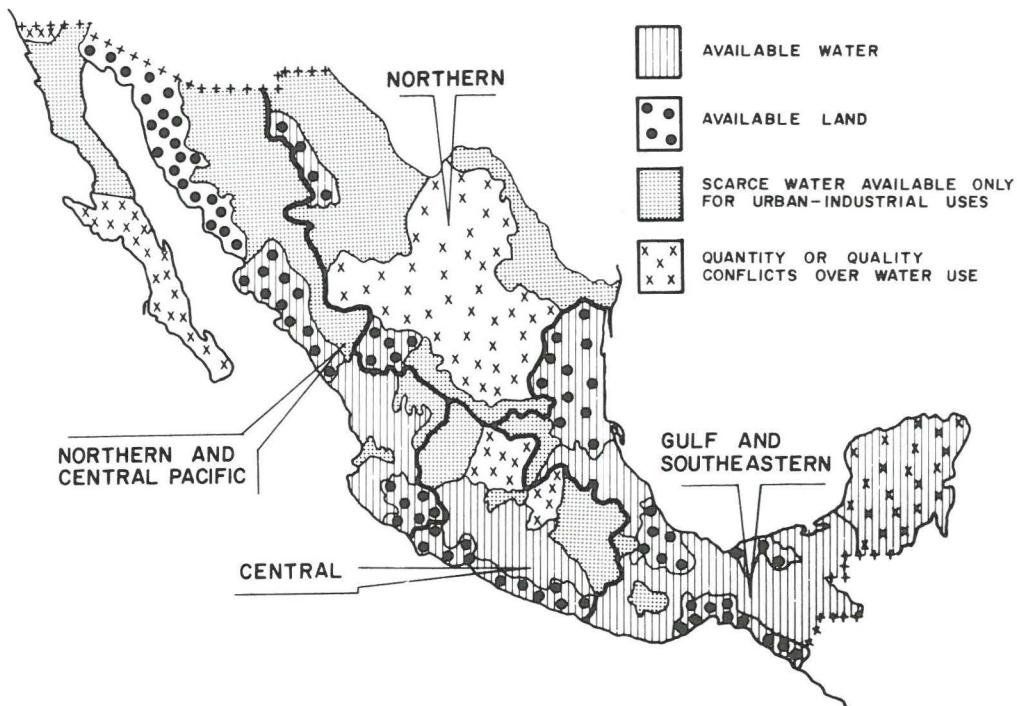 NORTHERN
AVAILABLE WATER
AVAILABLE LAND
SCARCE WATER AVAILABLE ONLY
FOR URBAN-INDUSTRIAL USES
QUANTITY OR QUALITY
CONFLICTS OVER WATER USE
NORTHERN AND
CENTRAL PACIFIC
GULF AND
SOUTHEASTERN
CENTRAL